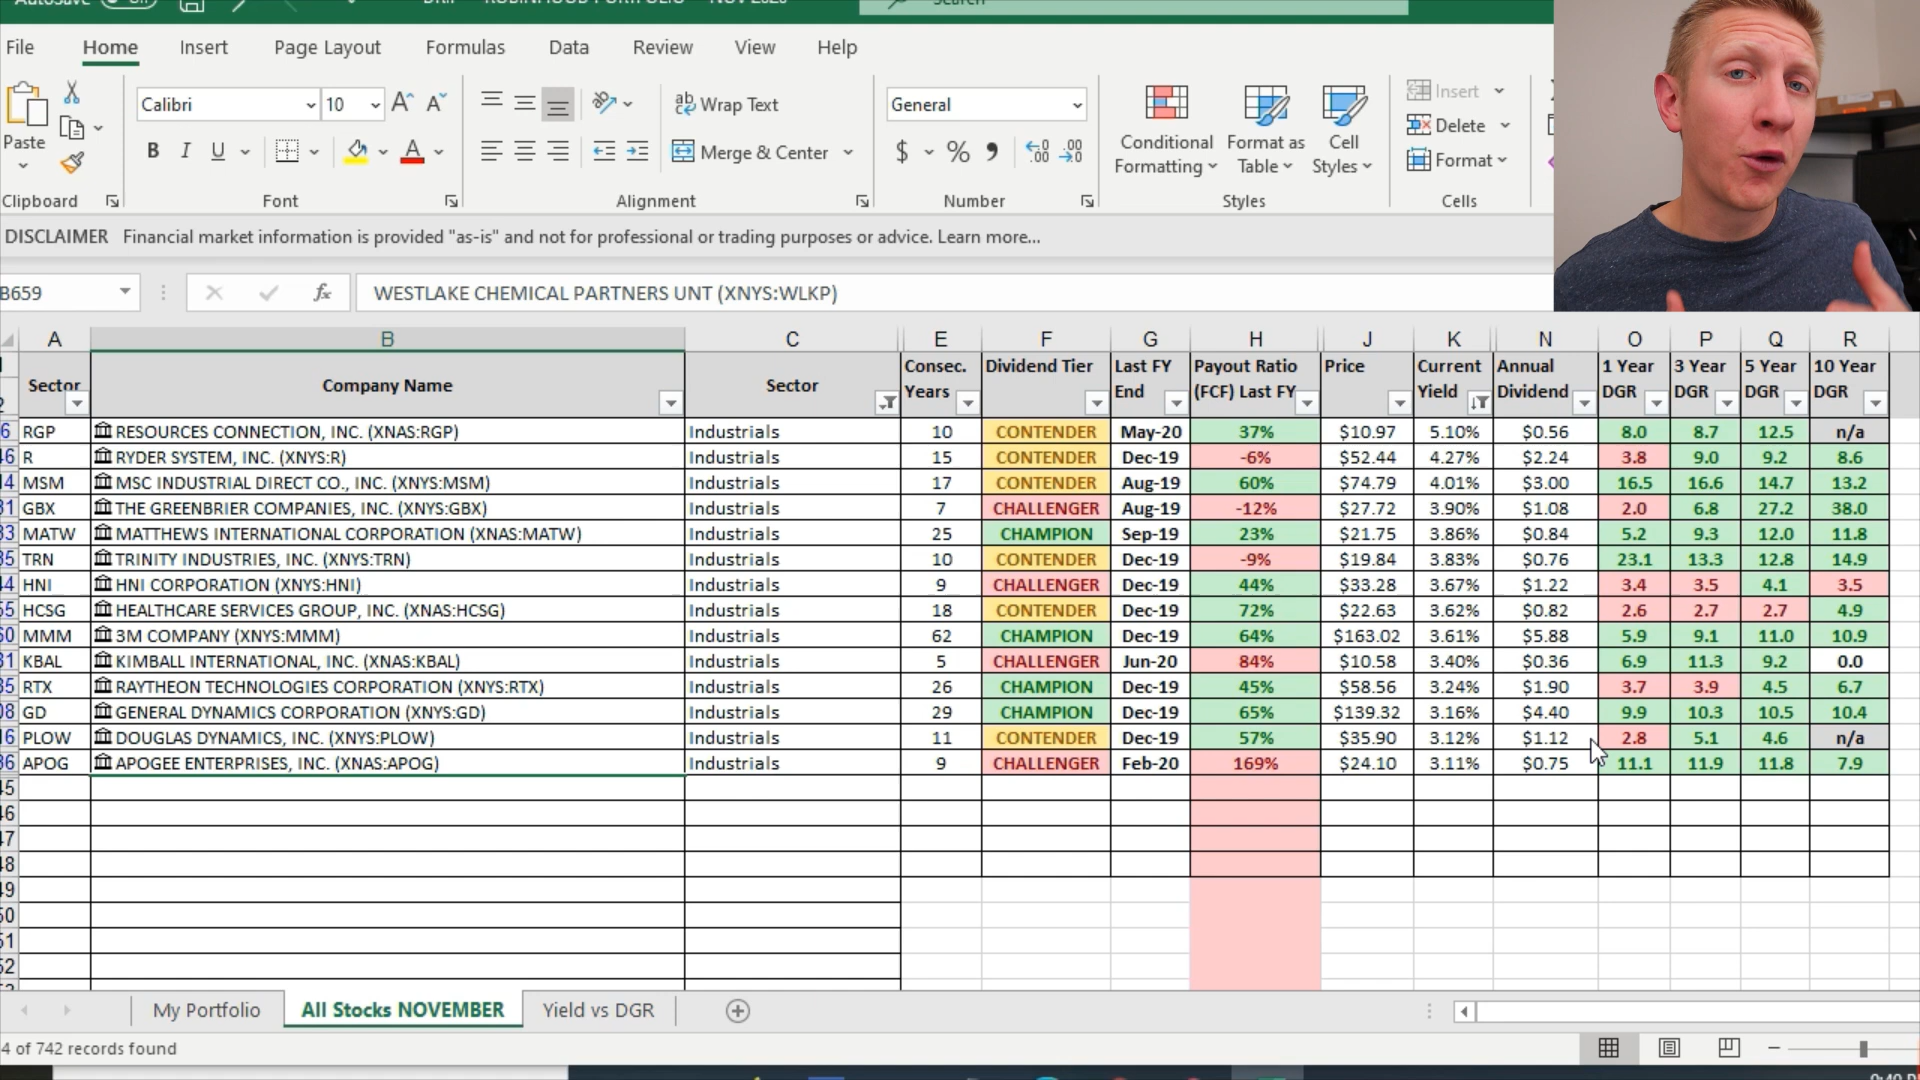 File Home Insert Page Layout Formulas Data Review View Help
Calibri 10 Wrap Text General Insert
Paste Conditional Formatting Format as Table Cell Styles Delete
B I U A Merge & Center $ % Format
Clipboard Font Alignment Number Styles Cells
DISCLAIMER Financial market information is provided "as-is" and not for professional or trading purposes or advice. Learn more...
B659 fx WESTLAKE CHEMICAL PARTNERS UNT (XNYS:WLKP)
A B C E F G H J K N O P Q R
Sector Company Name Sector Consec. Years Dividend Tier Last FY End Payout Ratio (FCF) Last FY Price Current Yield Annual Dividend 1 Year DGR 3 Year DGR 5 Year DGR 10 Year DGR
RGP RESOURCES CONNECTION, INC. (XNAS:RGP) Industrials 10 CONTENDER May-20 37% $10.97 5.10% $0.56 8.0 8.7 12.5 n/a
R RYDER SYSTEM, INC. (XNYS:R) Industrials 15 CONTENDER Dec-19 -6% $52.44 4.27% $2.24 3.8 9.0 9.2 8.6
MSM MSC INDUSTRIAL DIRECT CO., INC. (XNYS:MSM) Industrials 17 CONTENDER Aug-19 60% $74.79 4.01% $3.00 16.5 16.6 14.7 13.2
GBX THE GREENBRIER COMPANIES, INC. (XNYS:GBX) Industrials 7 CHALLENGER Aug-19 -12% $27.72 3.90% $1.08 2.0 6.8 27.2 38.0
MATW MATTHEWS INTERNATIONAL CORPORATION (XNAS:MATW) Industrials 25 CHAMPION Sep-19 23% $21.75 3.86% $0.84 5.2 9.3 12.0 11.8
TRN TRINITY INDUSTRIES, INC. (XNYS:TRN) Industrials 10 CONTENDER Dec-19 -9% $19.84 3.83% $0.76 23.1 13.3 12.8 14.9
HNI HNI CORPORATION (XNYS:HNI) Industrials 9 CHALLENGER Dec-19 44% $33.28 3.67% $1.22 3.4 3.5 4.1 3.5
HCSG HEALTHCARE SERVICES GROUP, INC. (XNAS:HCSG) Industrials 18 CONTENDER Dec-19 72% $22.63 3.62% $0.82 2.6 2.7 2.7 4.9
MMM 3M COMPANY (XNYS:MMM) Industrials 62 CHAMPION Dec-19 64% $163.02 3.61% $5.88 5.9 9.1 11.0 10.9
KBAL KIMBALL INTERNATIONAL, INC. (XNAS:KBAL) Industrials 5 CHALLENGER Jun-20 84% $10.58 3.40% $0.36 6.9 11.3 9.2 0.0
RTX RAYTHEON TECHNOLOGIES CORPORATION (XNYS:RTX) Industrials 26 CHAMPION Dec-19 45% $58.56 3.24% $1.90 3.7 3.9 4.5 6.7
GD GENERAL DYNAMICS CORPORATION (XNYS:GD) Industrials 29 CHAMPION Dec-19 65% $139.32 3.16% $4.40 9.9 10.3 10.5 10.4
PLOW DOUGLAS DYNAMICS, INC. (XNYS:PLOW) Industrials 11 CONTENDER Dec-19 57% $35.90 3.12% $1.12 2.8 5.1 4.6 n/a
APOG APOGEE ENTERPRISES, INC. (XNAS:APOG) Industrials 9 CHALLENGER Feb-20 169% $24.10 3.11% $0.75 11.1 11.9 11.8 7.9
My Portfolio All Stocks NOVEMBER Yield vs DGR
4 of 742 records found